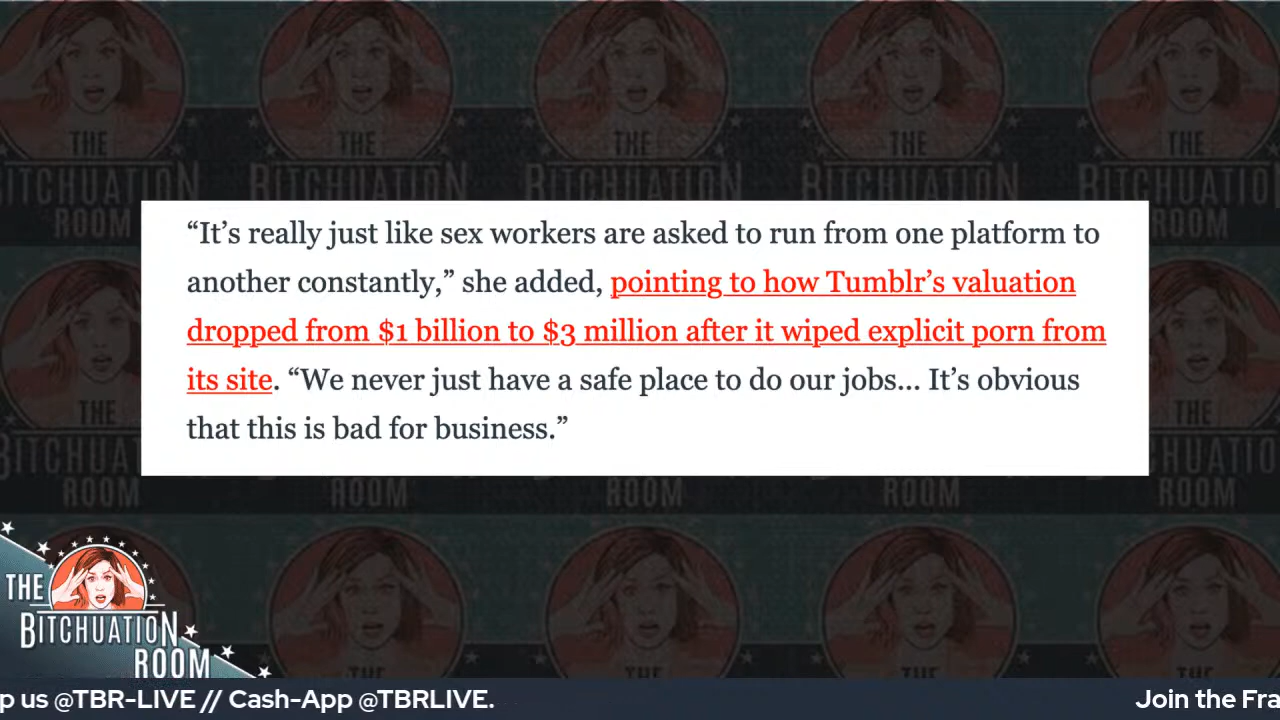 THE
BITCHUATION
ROOM
“It’s really just like sex workers are asked to run from one platform to
another constantly,” she added, pointing to how Tumblr’s valuation
dropped from $1 billion to $3 million after it wiped explicit porn from
its site. “We never just have a safe place to do our jobs... It’s obvious
that this is bad for business.”
THE
BITCHUATION
ROOM
p us @TBR-LIVE // Cash-App @TBRLIVE.
Join the Fra